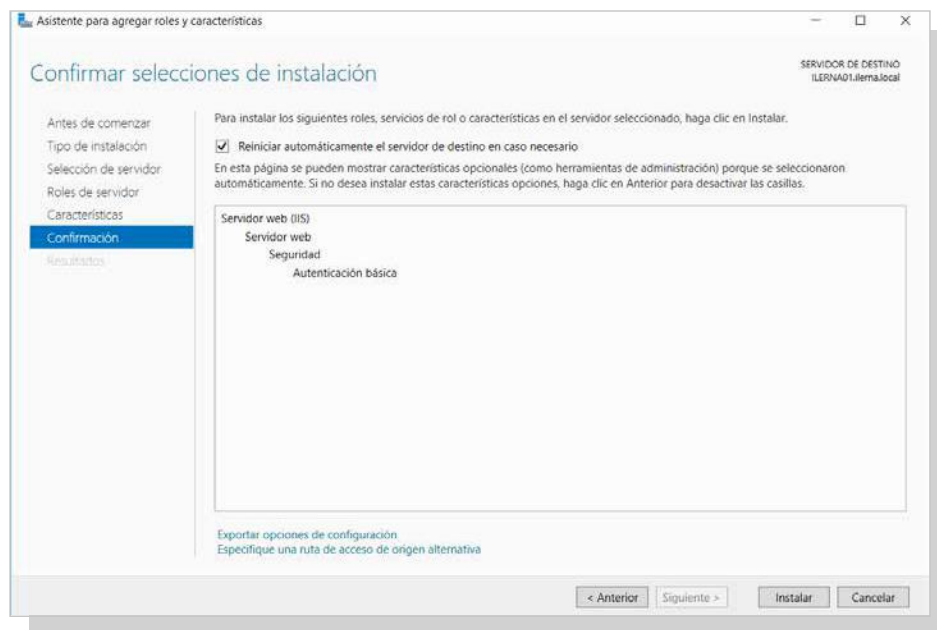 Asistente para agregar roles y características
Confirmar selecciones de instalación
SERVIDOR DE DESTINO
ILERNA01.ilerna.local
Antes de comenzar
Tipo de instalación
Selección de servidor
Roles de servidor
Características
Confirmación
Resultados
Para instalar los siguientes roles, servicios de rol o características en el servidor seleccionado, haga clic en Instalar.
Reiniciar automáticamente el servidor de destino en caso necesario
En esta página se pueden mostrar características opcionales (como herramientas de administración) porque se seleccionaron
automáticamente. Si no desea instalar estas características opciones, haga clic en Anterior para desactivar las casillas.
Servidor web (IIS)
Servidor web
Seguridad
Autenticación básica
Exportar opciones de configuración
Especifique una ruta de acceso de origen alternativa
< Anterior Siguiente > Instalar Cancelar